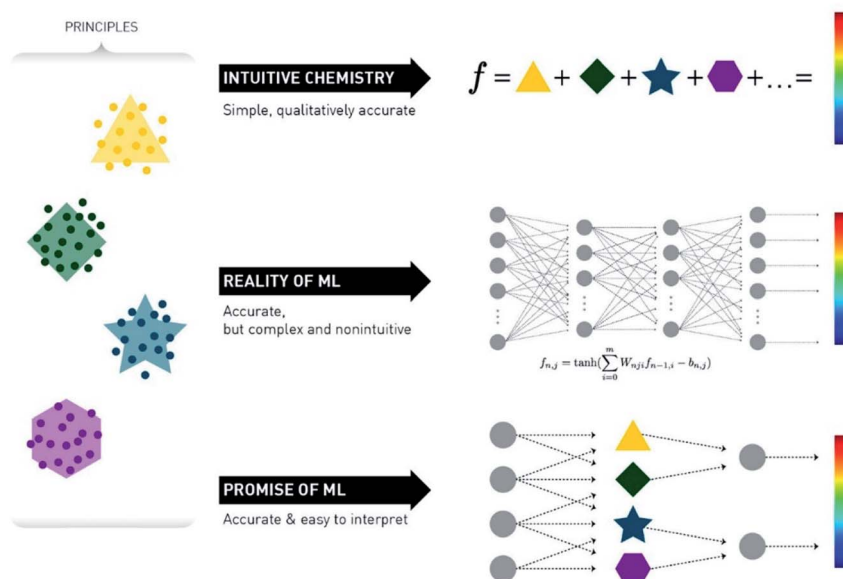 PRINCIPLES
INTUITIVE CHEMISTRY
Simple, qualitatively accurate
f = + + + +...=
REALITY OF ML
Accurate,
but complex and nonintuitive
f_{n,j} = tanh(∑_{i=0}^{m} W_{nji} f_{n-1,i} − b_{n,j})
PROMISE OF ML
Accurate & easy to interpret